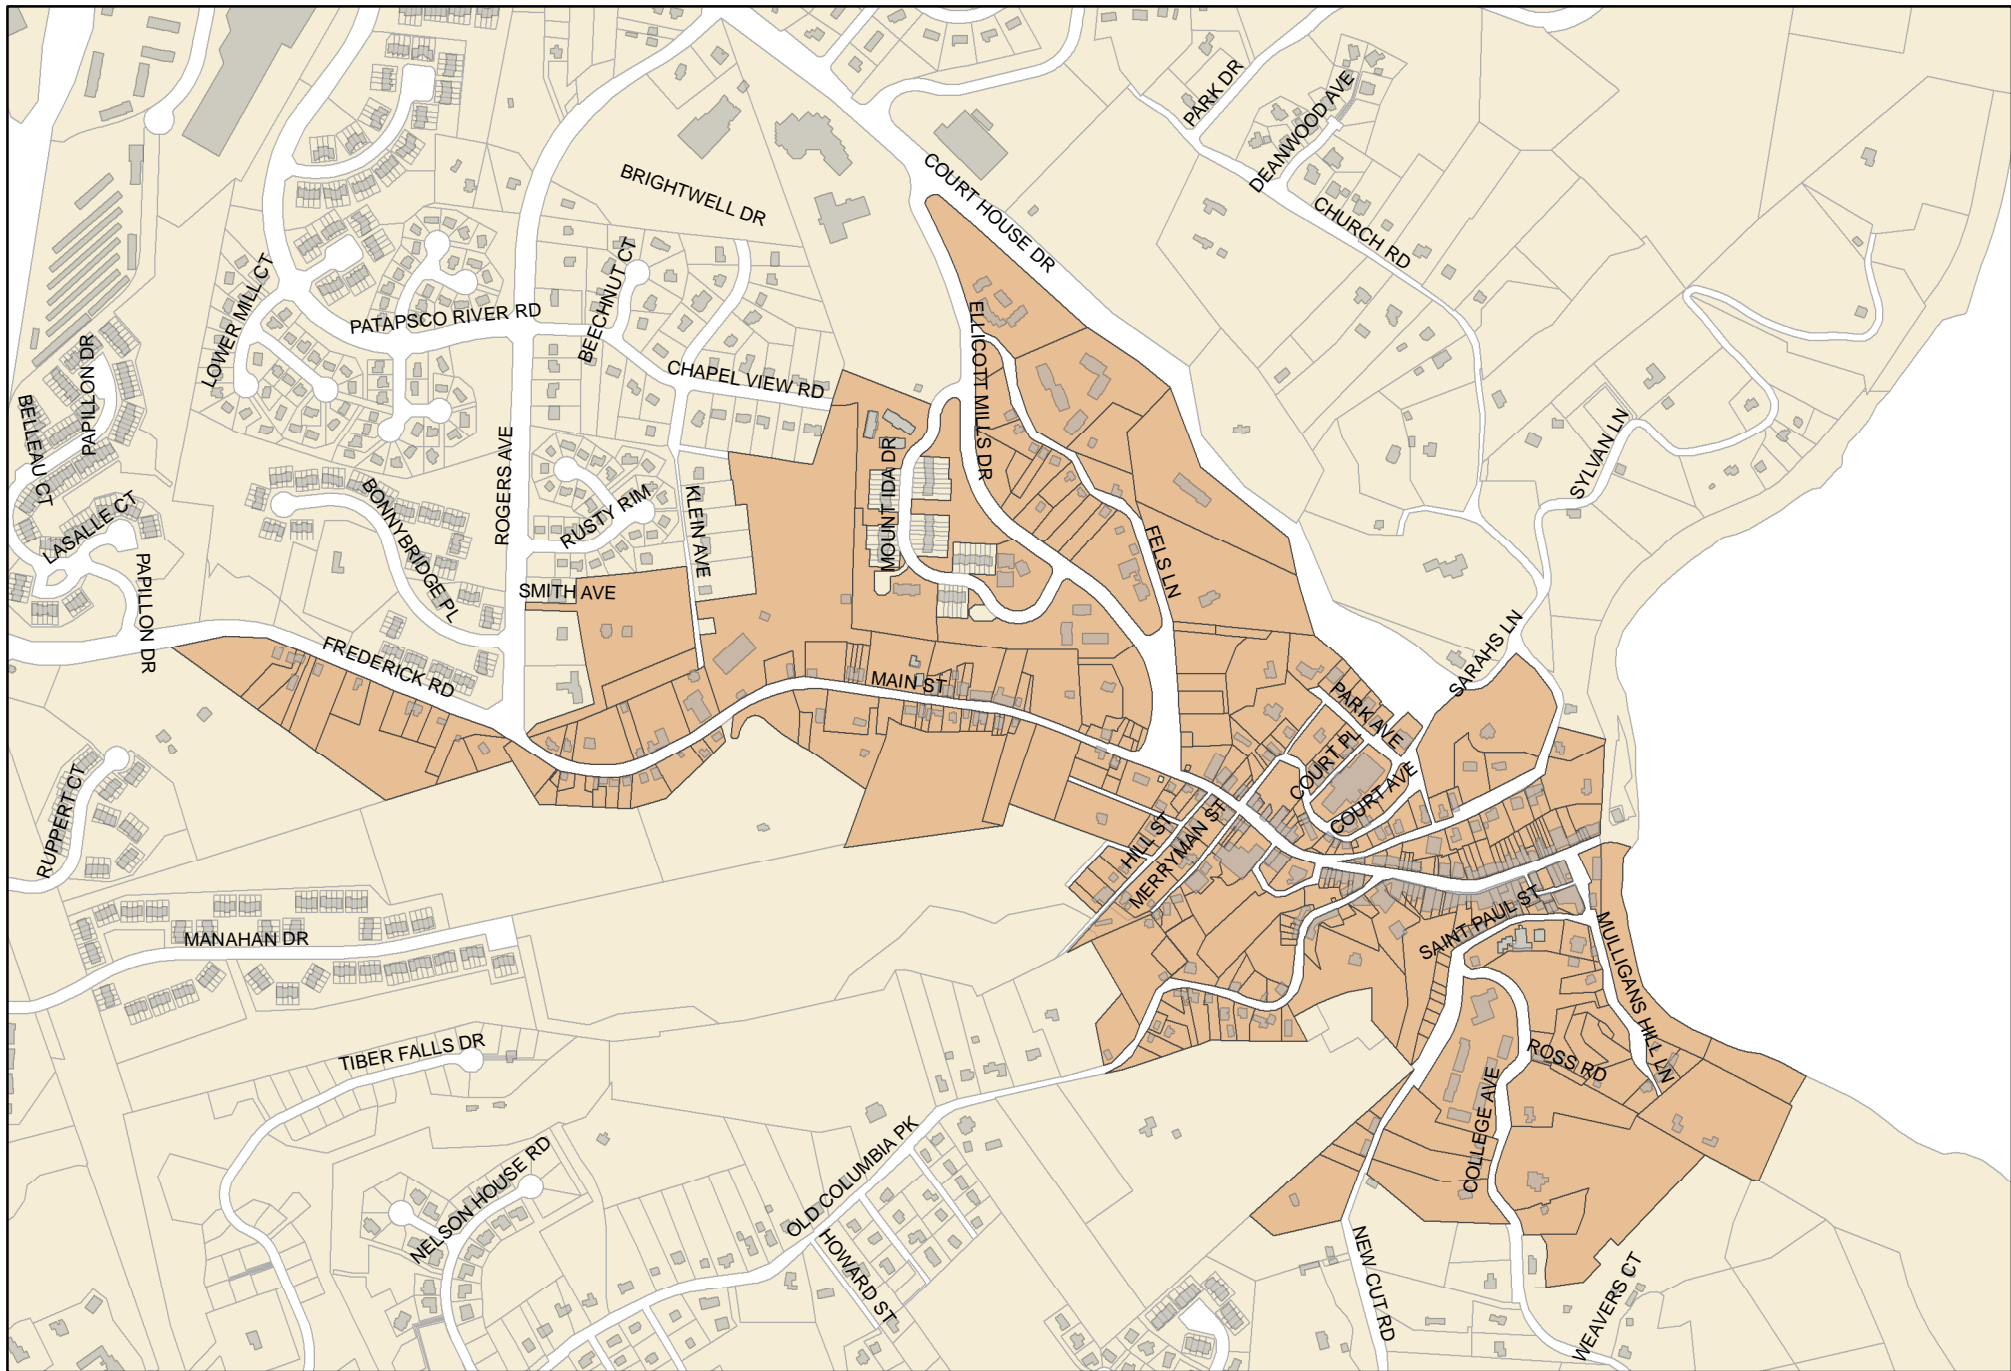 PARK DR
DEANWOOD AVE
COURT HOUSE DR
BRIGHTWELL DR
CHURCH RD
BEECHNUT CT
LOWER MILL CT
PATAPSCO RIVER RD
ELLICOTT MILLS DR
PAPILLON DR
CHAPEL VIEW RD
BELLEAU CT
SYLVAN LN
ROGERS AVE
MOUNT IDA DR
BONNYBRIDGE PL
KLEIN AVE
RUSTY RIM
LASALLE CT
FELS LN
PAPILLON DR
SMITH AVE
SARAHS LN
FREDERICK RD
MAIN ST
PARK AVE
COURT PL
COURT AVE
RUPPERT CT
HILL ST
MERRYMAN ST
SAINT PAUL ST
MANAHAN DR
MULLIGANS HILL LN
TIBER FALLS DR
ROSS RD
COLLEGE AVE
OLD COLUMBIA PK
NELSON HOUSE RD
HOWARD ST
NEW CUT RD
WEAVERS CT